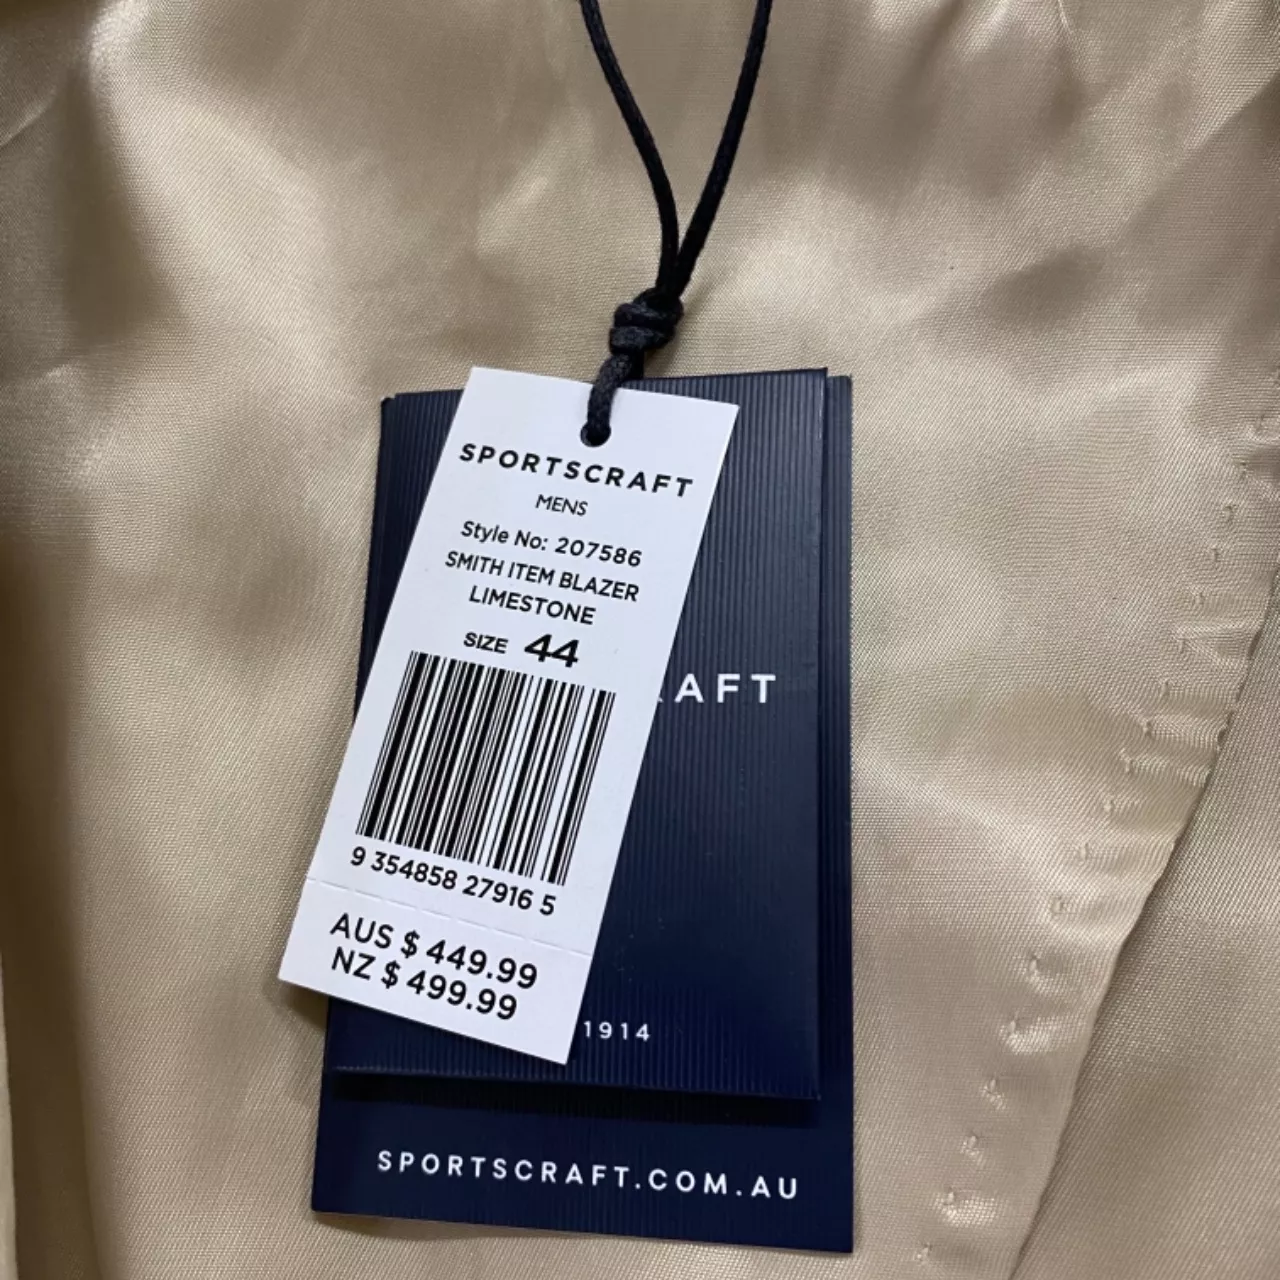 SPORTSCRAFT
MENS
Style No: 207586
SMITH ITEM BLAZER
LIMESTONE
SIZE 44
9 354858 27916 5
AUS $ 449.99
NZ $ 499.99
AFT
1914
SPORTSCRAFT.COM.AU